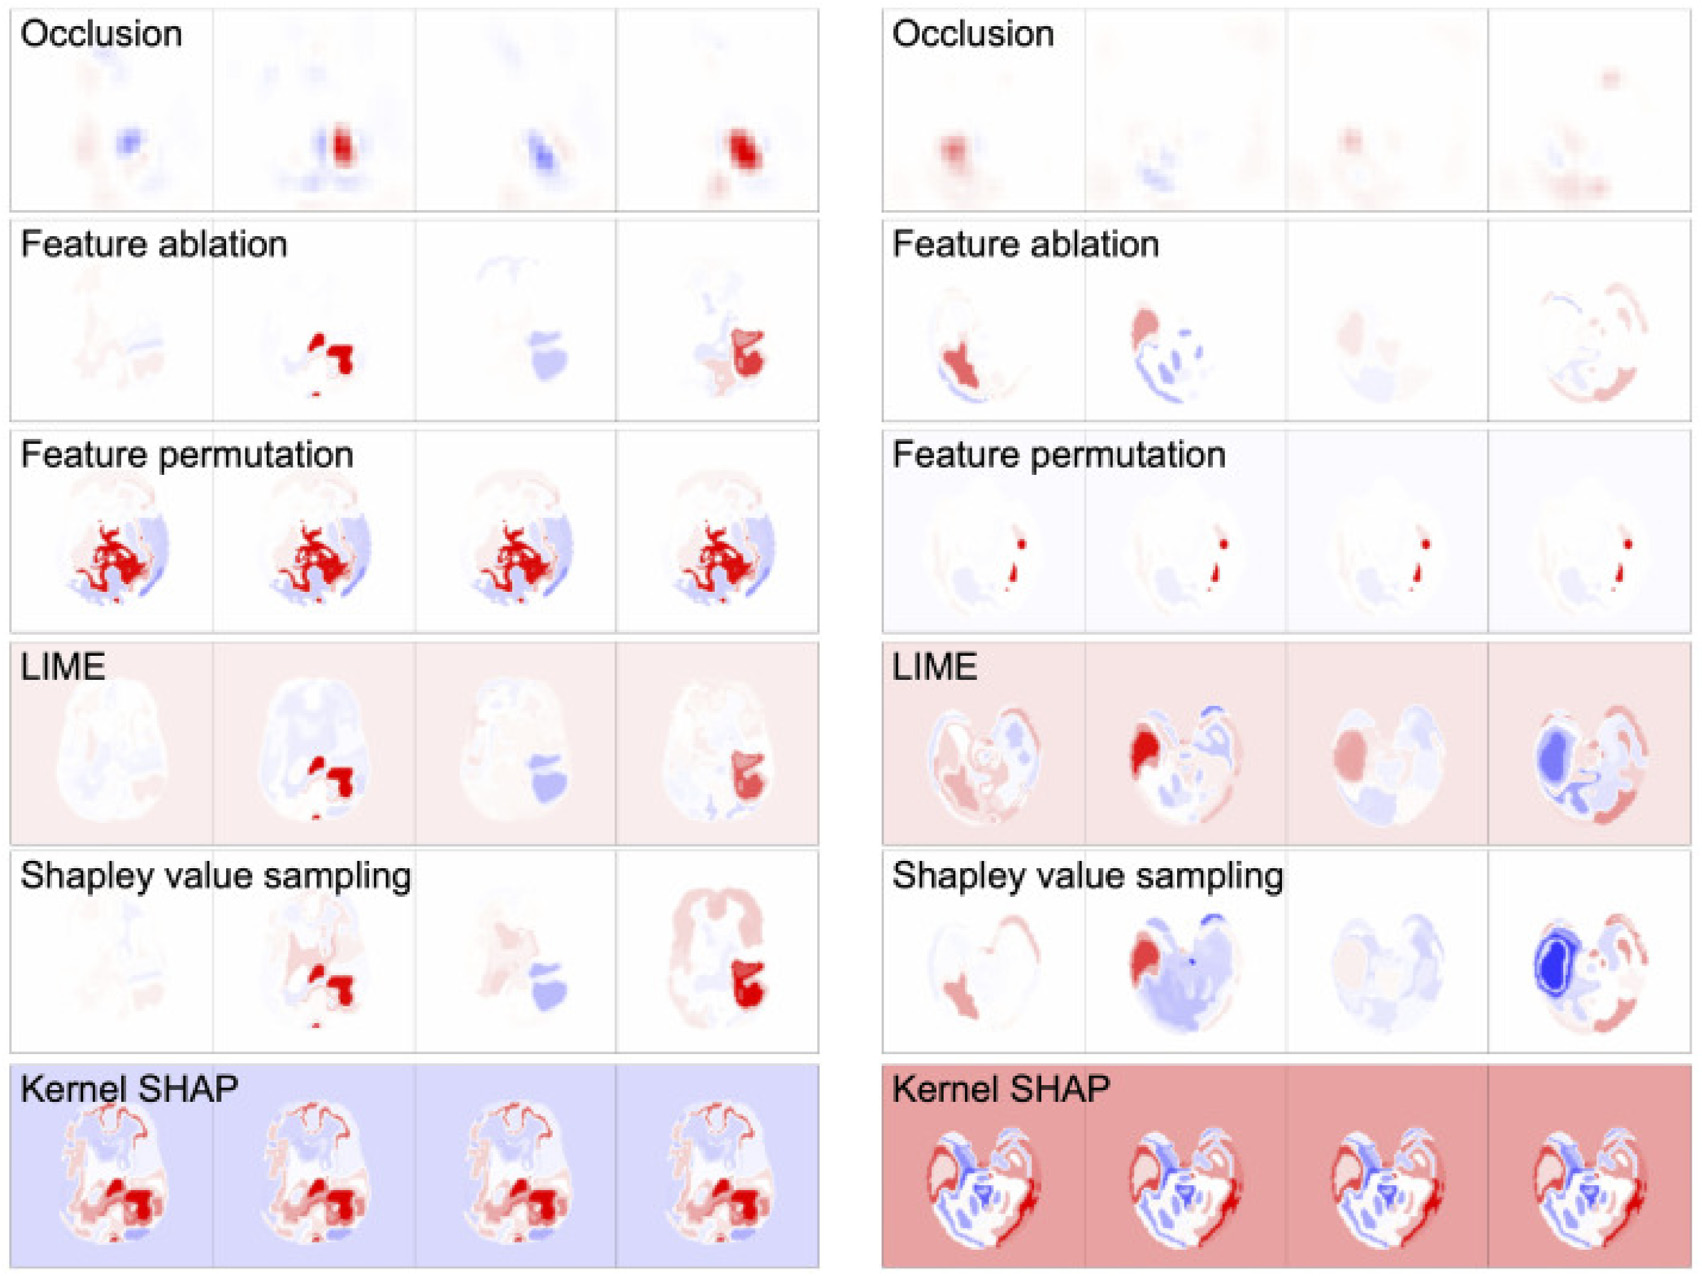 Occlusion
Occlusion
Feature ablation
Feature ablation
Feature permutation
Feature permutation
LIME
LIME
Shapley value sampling
Shapley value sampling
Kernel SHAP
Kernel SHAP